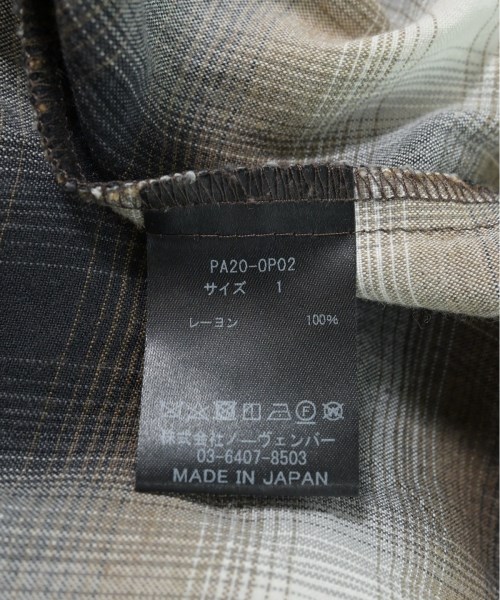 PA20-OP02
サイズ 1
レーヨン 100%
株式会社ノーヴェンバー
03-6407-8503
MADE IN JAPAN